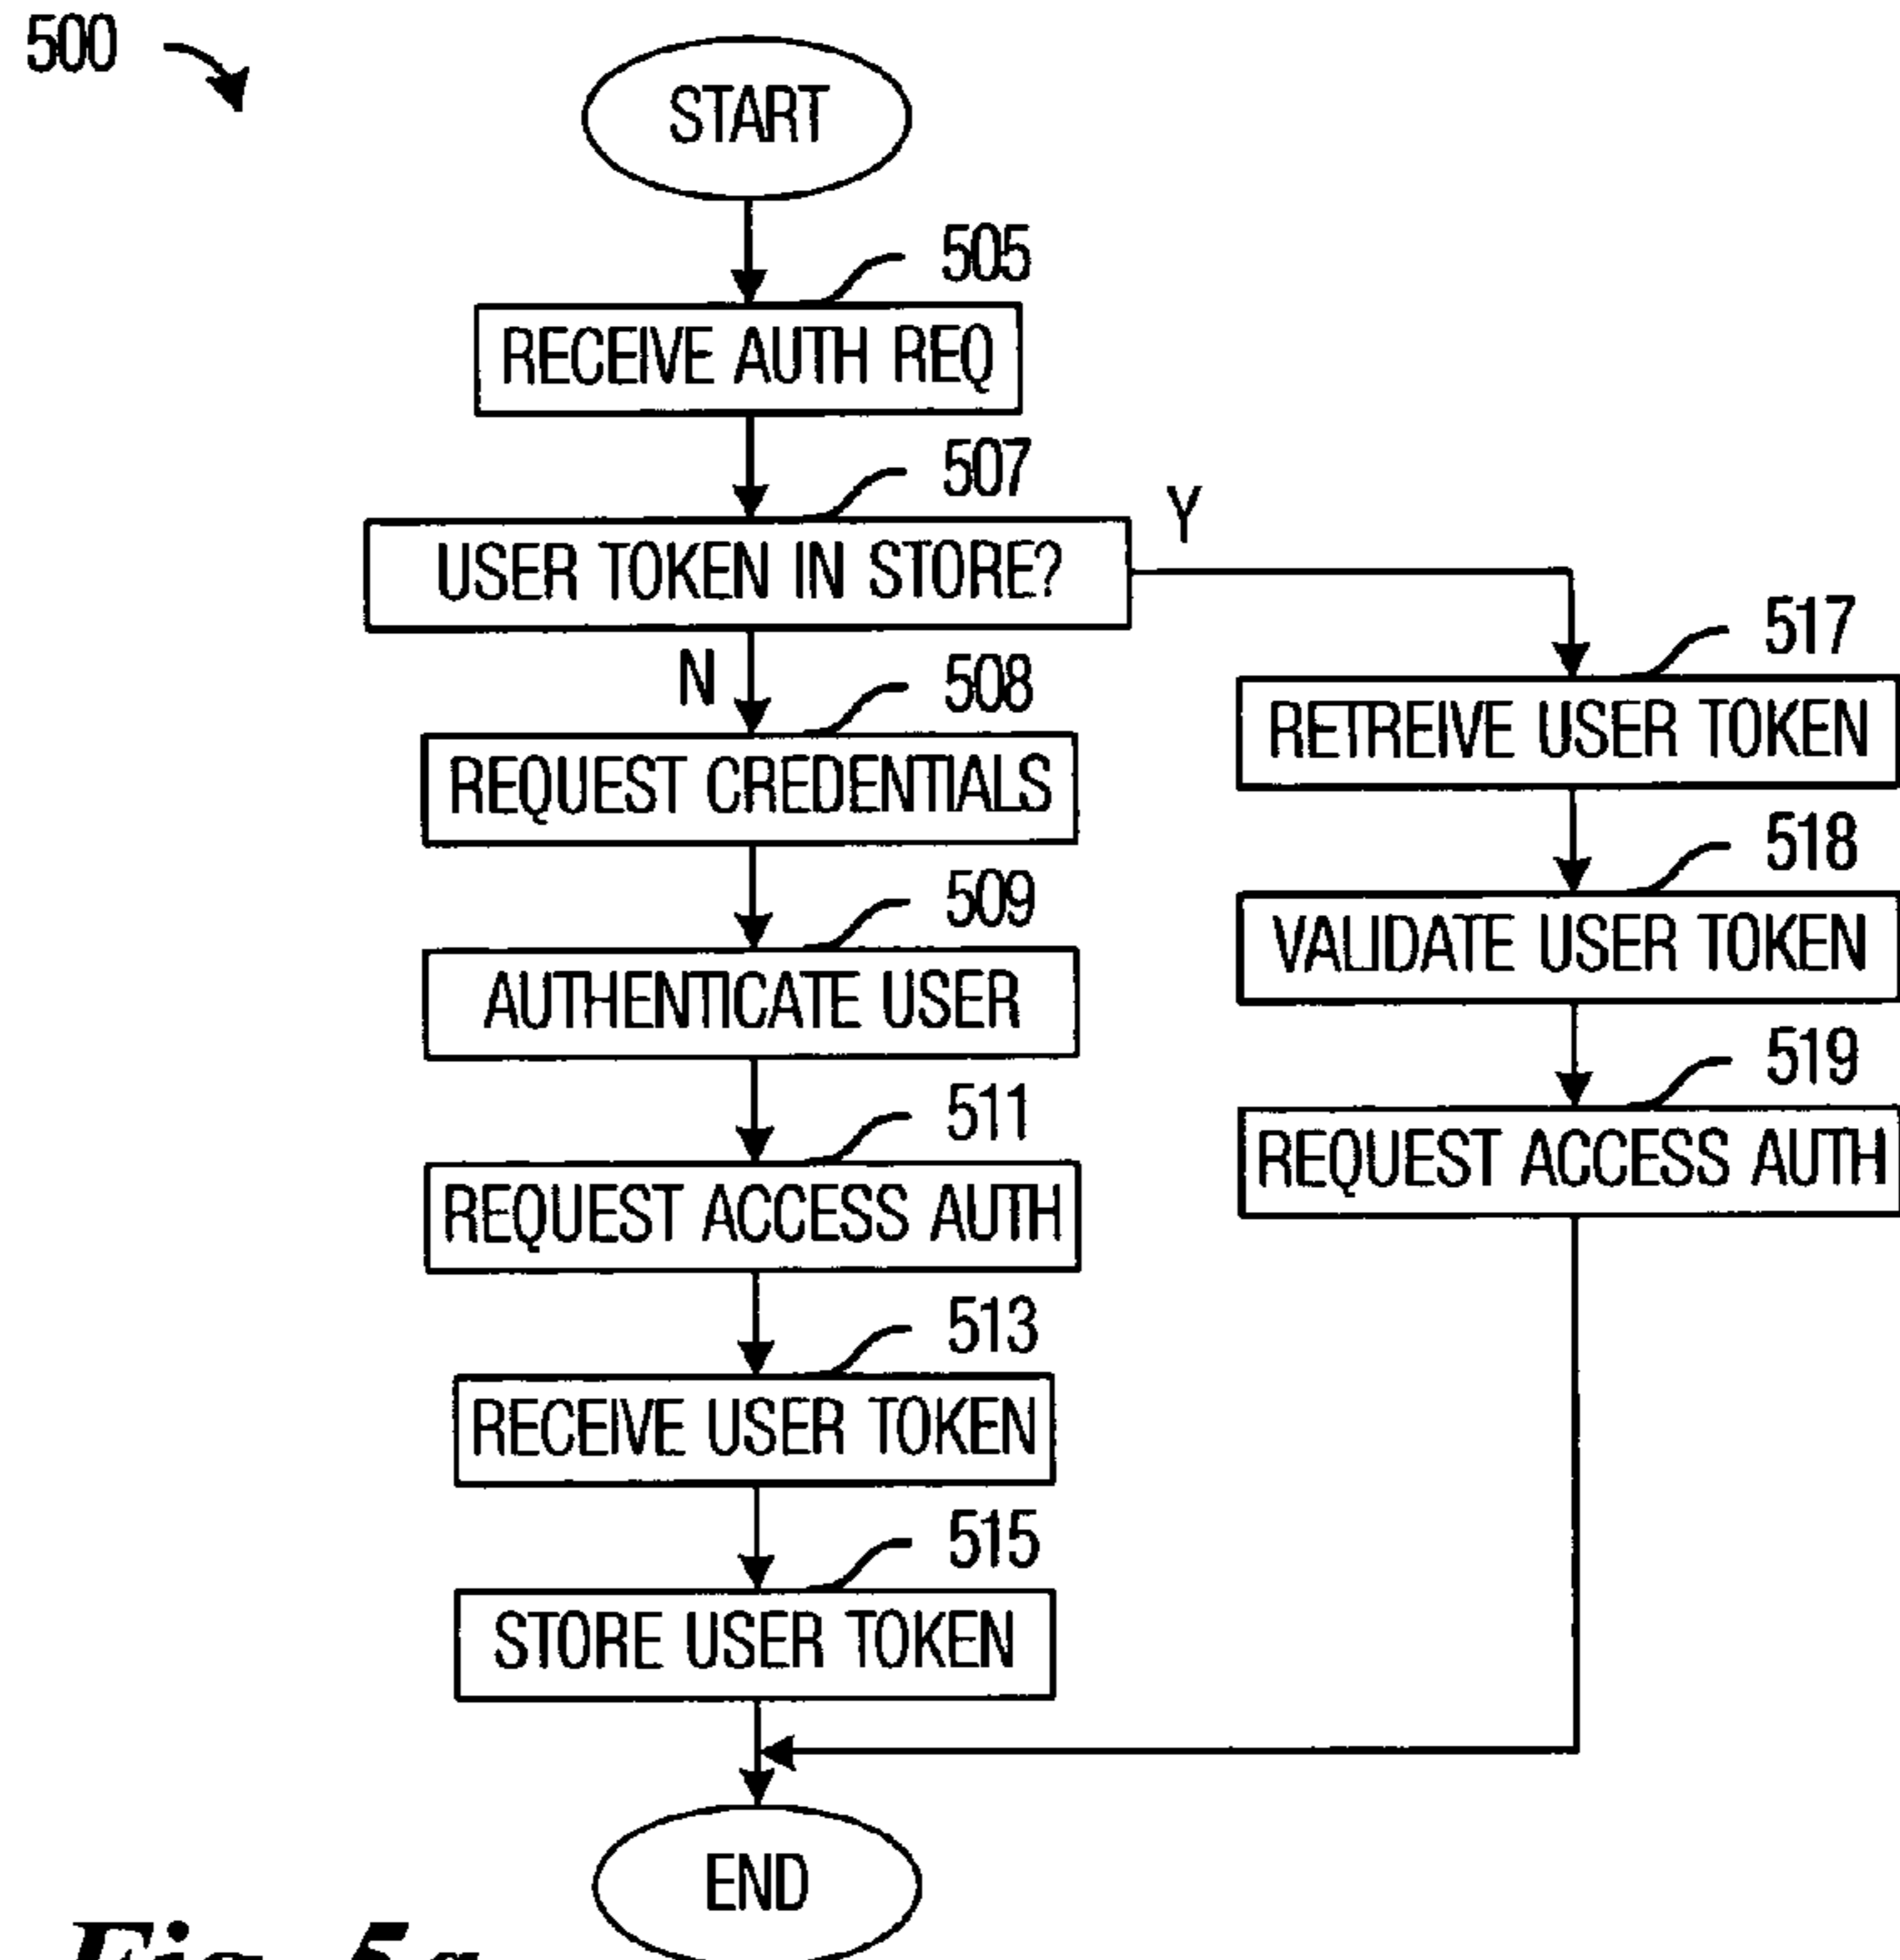 500
START
505
RECEIVE AUTH REQ
507
USER TOKEN IN STORE?
Y
N
508
REQUEST CREDENTIALS
509
AUTHENTICATE USER
511
REQUEST ACCESS AUTH
513
RECEIVE USER TOKEN
515
STORE USER TOKEN
517
RETREIVE USER TOKEN
518
VALIDATE USER TOKEN
519
REQUEST ACCESS AUTH
END
Fig. 5a